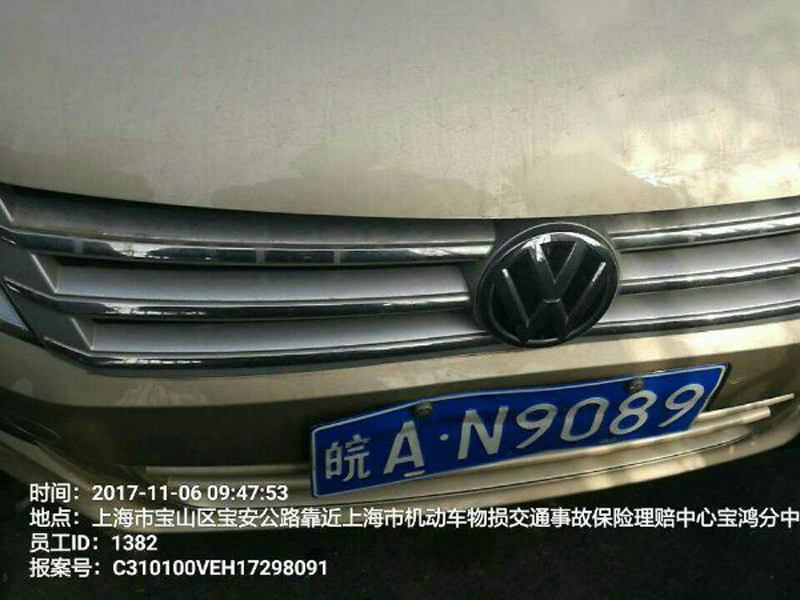 皖A·N9089
时间：2017-11-06 09:47:53
地点：上海市宝山区宝安公路靠近上海市机动车物损交通事故保险理赔中心宝鸿分中
员工ID：1382
报案号：C310100VEH17298091